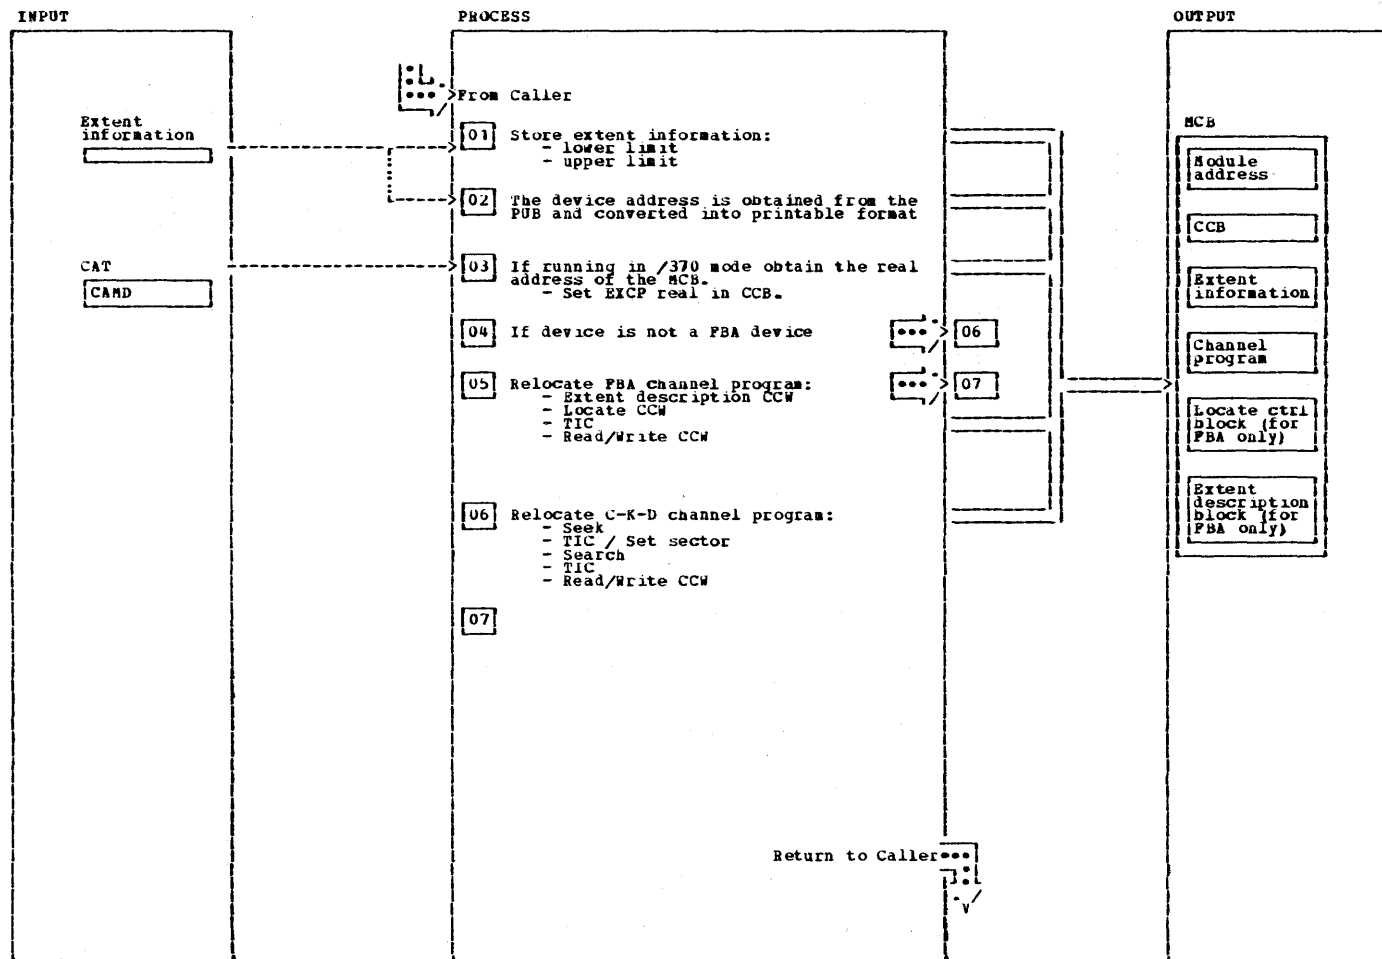 INPUT
PROCESS
OUTPUT
From Caller
Extent
information
01 Store extent information:
- lower limit
- upper limit
02 The device address is obtained from the
PUB and converted into printable format
CAT
CAMD
03 If running in /370 mode obtain the real
address of the MCB.
- Set EXCP real in CCB.
04 If device is not a FBA device
06
05 Relocate FBA channel program:
07
- Extent description CCW
- Locate CCW
- TIC
- Read/Write CCW
06 Relocate C-K-D channel program:
- Seek
- TIC / Set sector
- Search
- TIC
- Read/Write CCW
07
Return to Caller
MCB
Module
address
CCB
Extent
information
Channel
program
Locate ctrl
block (for
FBA only)
Extent
description
block (for
FBA only)